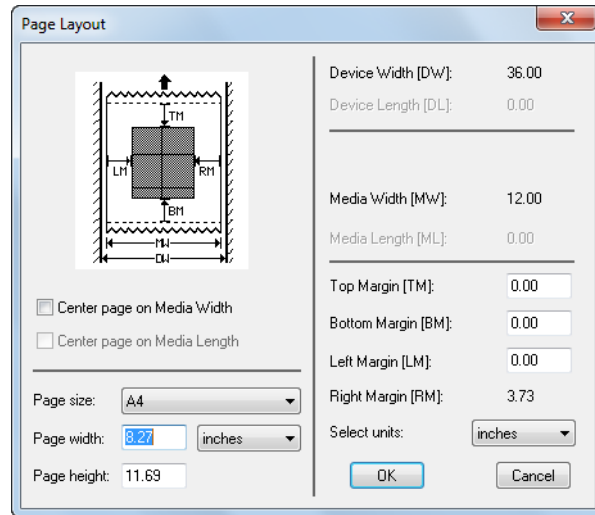 Page Layout
TM
LM
RM
BM
MW
DW
Center page on Media Width
Center page on Media Length
Page size: A4
Page width: 8.27 inches
Page height: 11.69
Device Width [DW]: 36.00
Device Length [DL]: 0.00
Media Width [MW]: 12.00
Media Length [ML]: 0.00
Top Margin [TM]: 0.00
Bottom Margin [BM]: 0.00
Left Margin [LM]: 0.00
Right Margin [RM]: 3.73
Select units: inches
OK Cancel